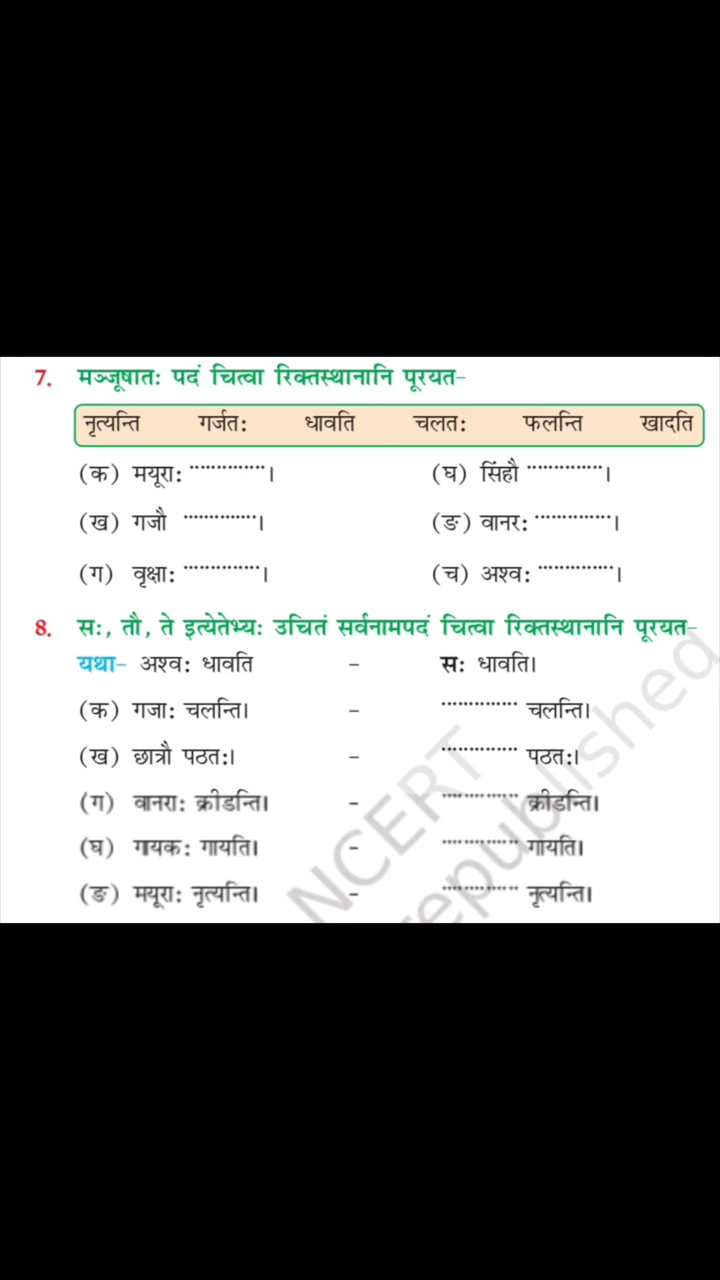 7. मञ्जूषातः पदं चित्वा रिक्तस्थानानि पूरयत-
नृत्यन्ति गर्जतः धावति चलतः फलन्ति खादति
(क) मयूराः ..............। (घ) सिंहौ ..............।
(ख) गजौ ..............। (ङ) वानरः ..............।
(ग) वृक्षाः ..............। (च) अश्वः ..............।
8. सः, तौ, ते इत्येतेभ्यः उचितं सर्वनामपदं चित्वा रिक्तस्थानानि पूरयत-
यथा- अश्वः धावति - सः धावति।
(क) गजाः चलन्ति। - .............. चलन्ति।
(ख) छात्रौ पठतः। - .............. पठतः।
(ग) वानराः क्रीडन्ति। - .............. क्रीडन्ति।
(घ) गायकः गायति। - .............. गायति।
(ङ) मयूराः नृत्यन्ति। - .............. नृत्यन्ति।
NCERT
republished